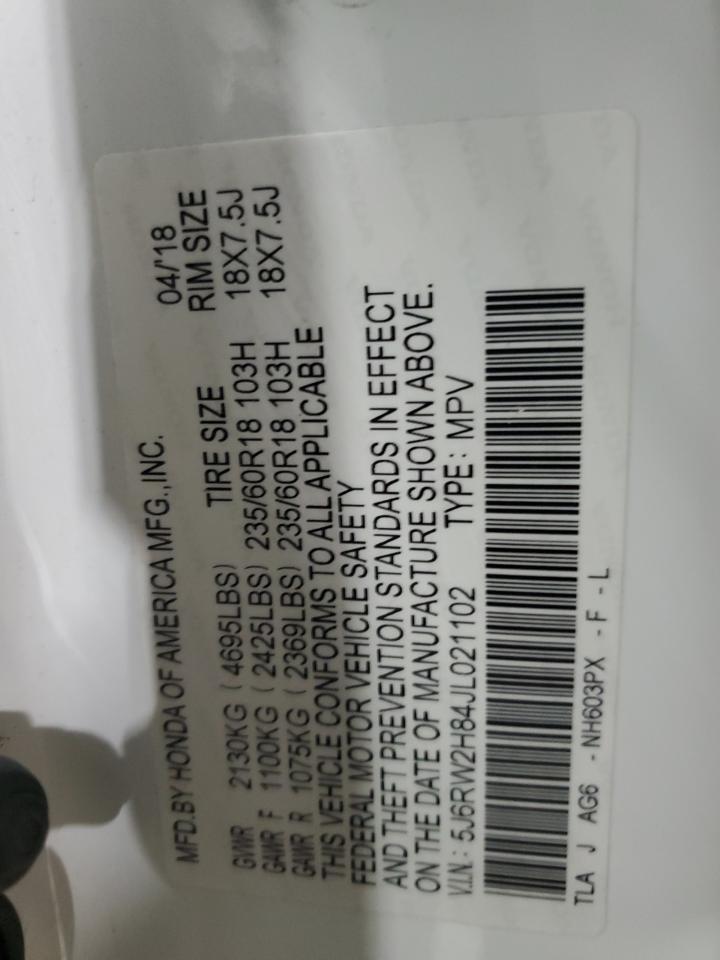 MFD.BY HONDA OF AMERICA MFG.,INC. 04/'18
TIRE SIZE RIM SIZE
GVWR 2130KG (4695LBS)
GAWR F 1100KG (2425LBS) 235/60R18 103H 18X7.5J
GAWR R 1075KG (2369LBS) 235/60R18 103H 18X7.5J
THIS VEHICLE CONFORMS TO ALL APPLICABLE
FEDERAL MOTOR VEHICLE SAFETY
AND THEFT PREVENTION STANDARDS IN EFFECT
ON THE DATE OF MANUFACTURE SHOWN ABOVE.
V.I.N.: 5J6RW2H84JL021102 TYPE: MPV
TLA J AG6 -NH603PX -F -L